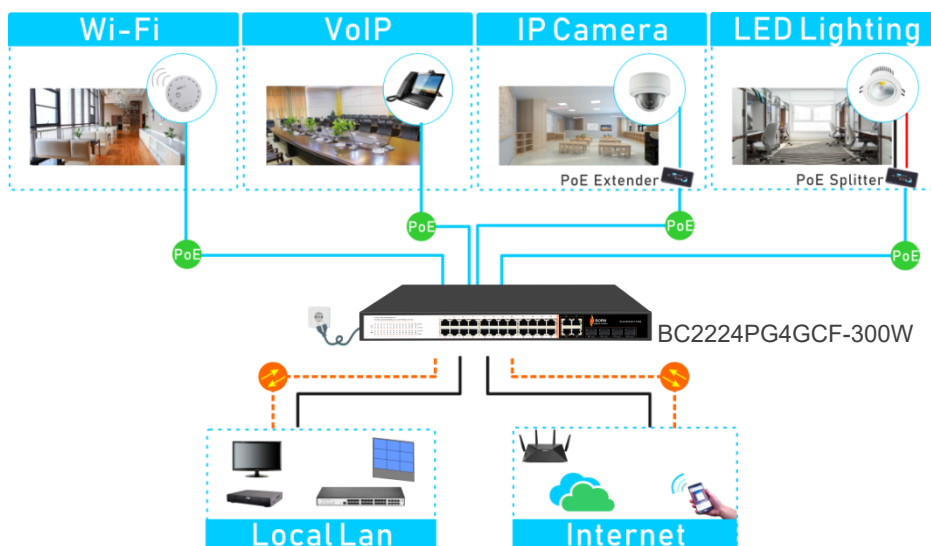 Wi-Fi
VoIP
IP Camera
LED Lighting
PoE Extender
PoE Splitter
PoE
PoE
PoE
PoE
BC2224PG4GCF-300W
Local Lan
Internet